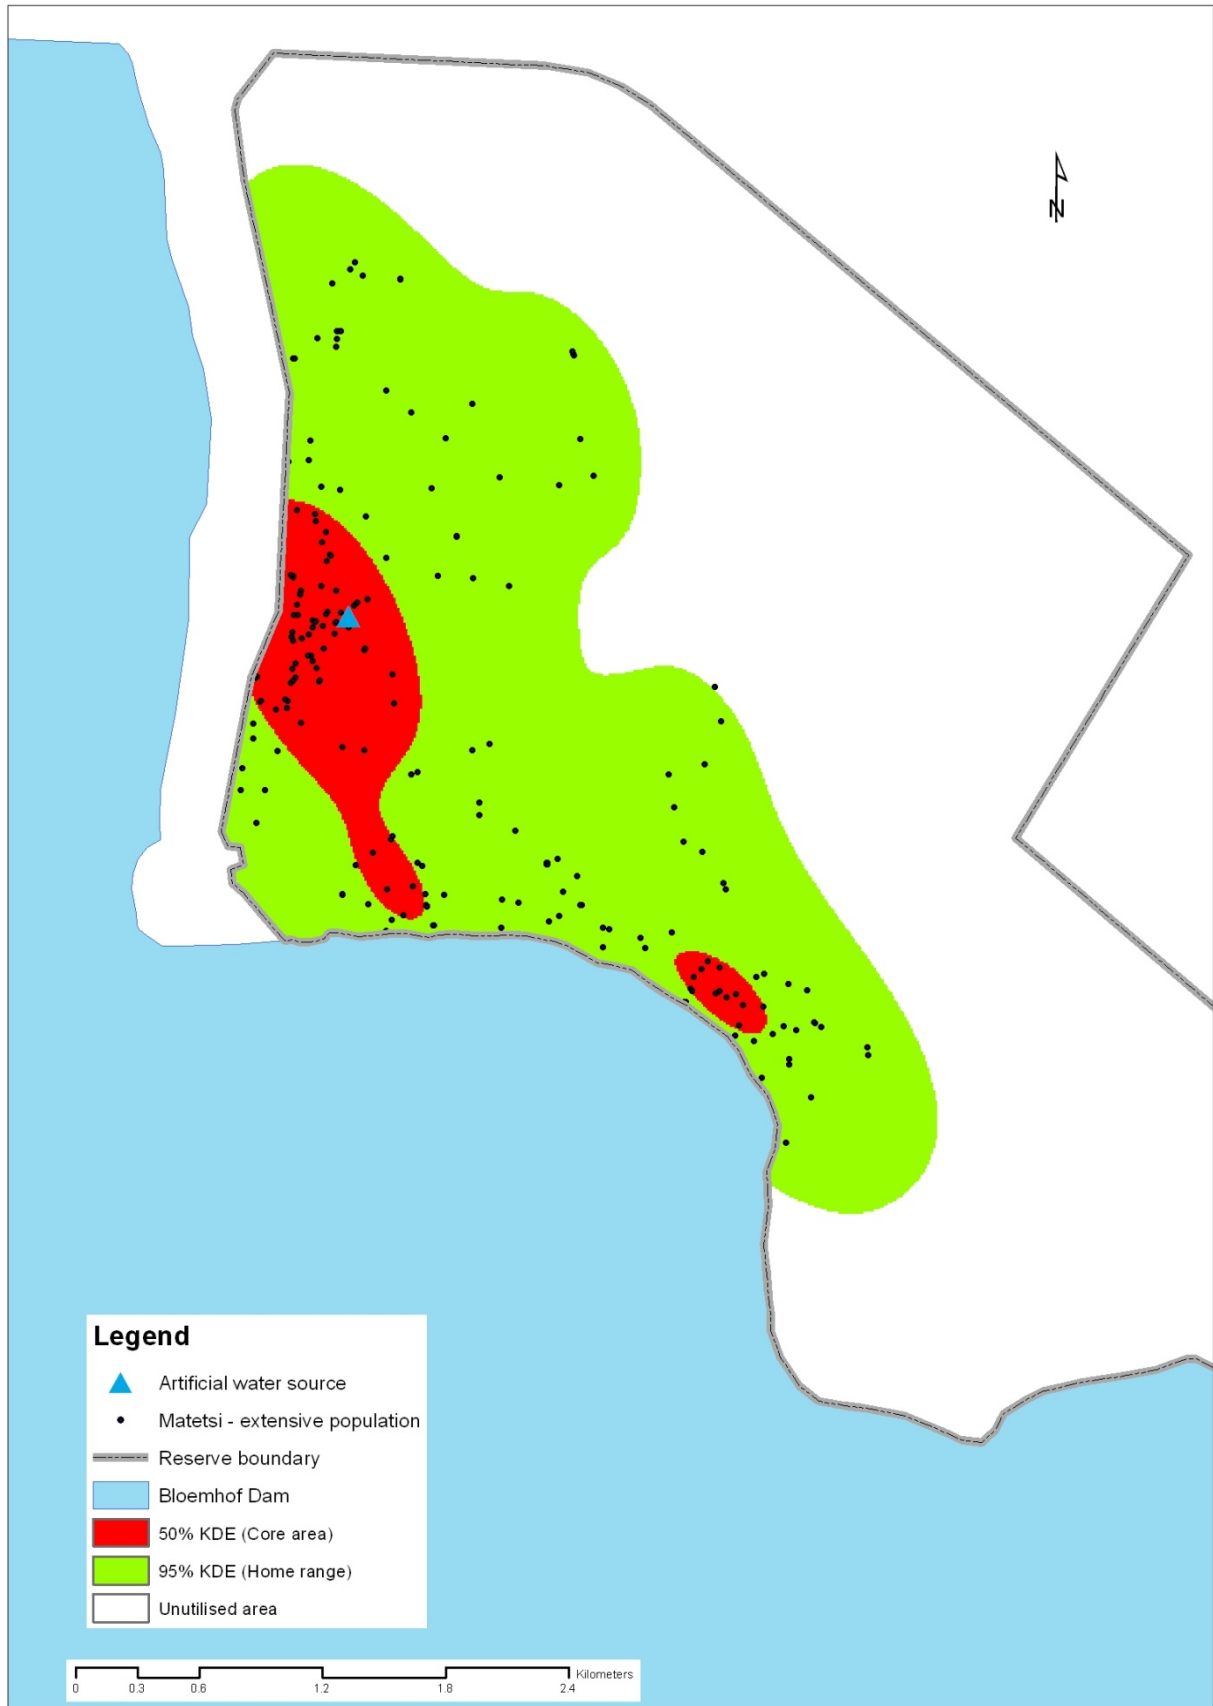 N
Legend
Artificial water source
Matetsi - extensive population
Reserve boundary
Bloemhof Dam
50% KDE (Core area)
95% KDE (Home range)
Unutilised area
Kilometers
0 0.3 0.6 1.2 1.8 2.4